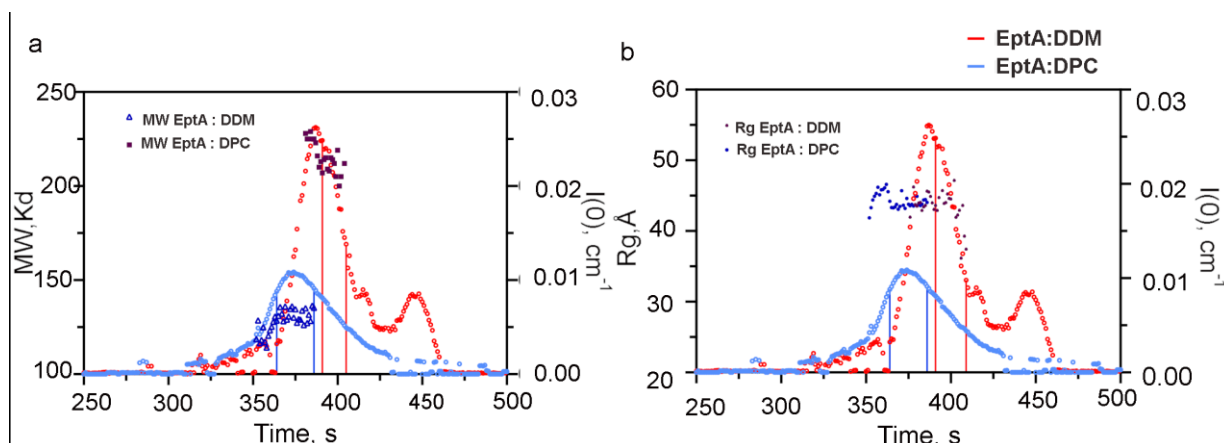 a
MW,Kd
250
200
150
100
MW EptA : DDM
MW EptA : DPC
0.03
0.02
0.01
0.00
I(0), cm-1
250 300 350 400 450 500
Time, s
b
EptA:DDM
EptA:DPC
Rg,Å
60
50
40
30
20
Rg EptA : DDM
Rg EptA : DPC
0.03
0.02
0.01
0.00
I(0), cm-1
250 300 350 400 450 500
Time, s